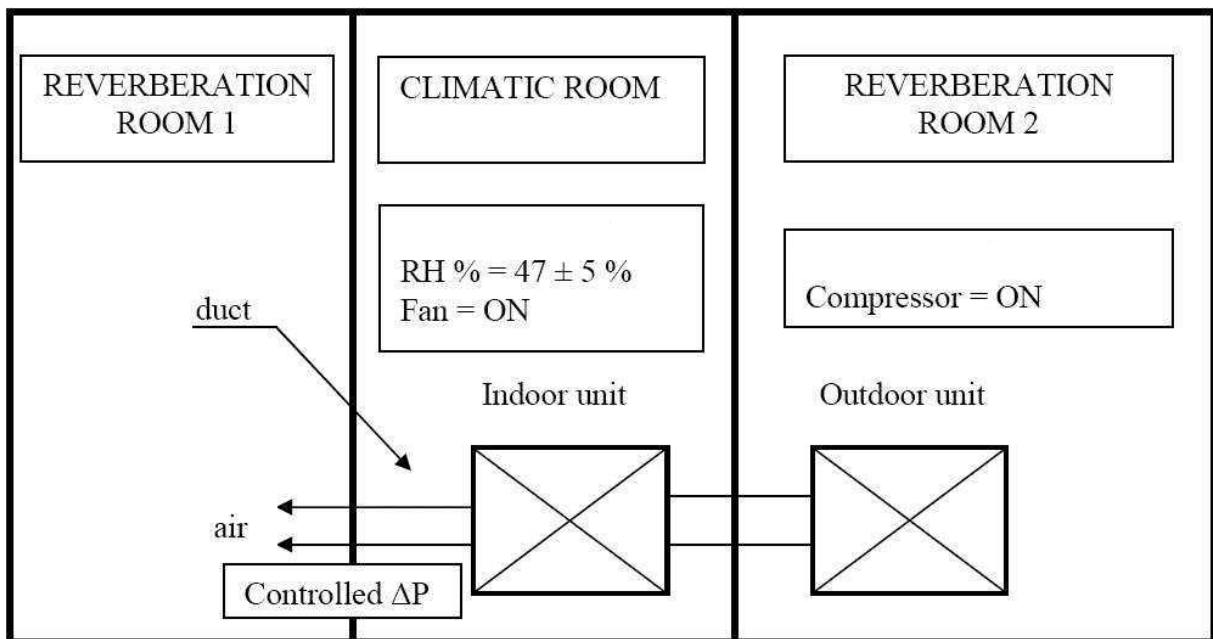 REVERBERATION
ROOM 1
CLIMATIC ROOM
REVERBERATION
ROOM 2
RH % = 47 ± 5 %
Fan = ON
Compressor = ON
duct
Indoor unit
Outdoor unit
air
Controlled ΔP